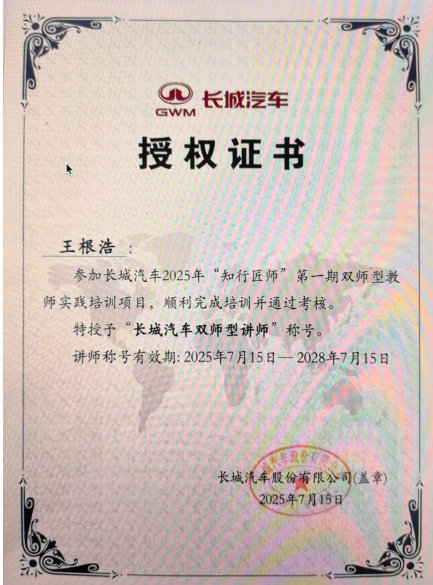 GWM
长城汽车
授权证书
王根浩：
参加长城汽车2025年“知行匠师”第一期双师型教
师实践培训项目，顺利完成培训并通过考核。
特授予“长城汽车双师型讲师”称号。
讲师称号有效期：2025年7月15日—2028年7月15日
长城汽车股份有限公司(盖章)
2025年7月15日